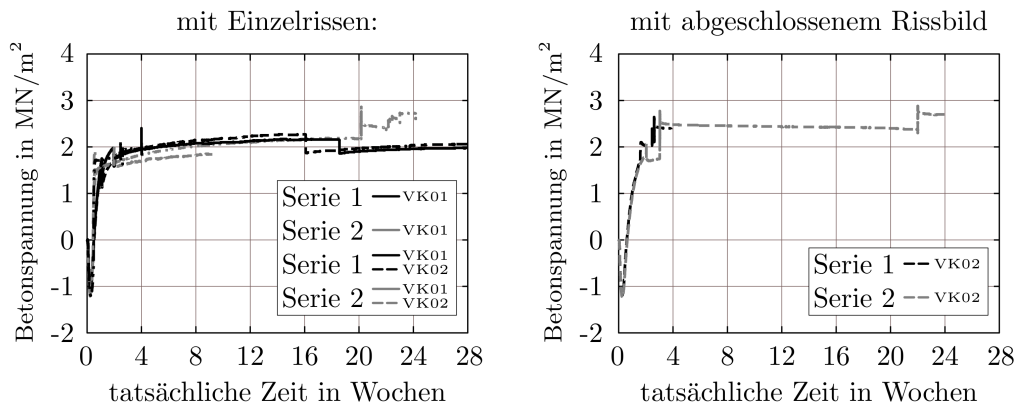 mit Einzelrissen:
Betonspannung in MN/m²
4
3
2
1
0
-1
-2
Serie 1 VK01
Serie 2 VK01
Serie 1 VK01
VK02
Serie 2 VK01
VK02
0 4 8 12 16 20 24 28
tatsächliche Zeit in Wochen
mit abgeschlossenem Rissbild
Betonspannung in MN/m²
4
3
2
1
0
-1
-2
Serie 1 VK02
Serie 2 VK02
0 4 8 12 16 20 24 28
tatsächliche Zeit in Wochen